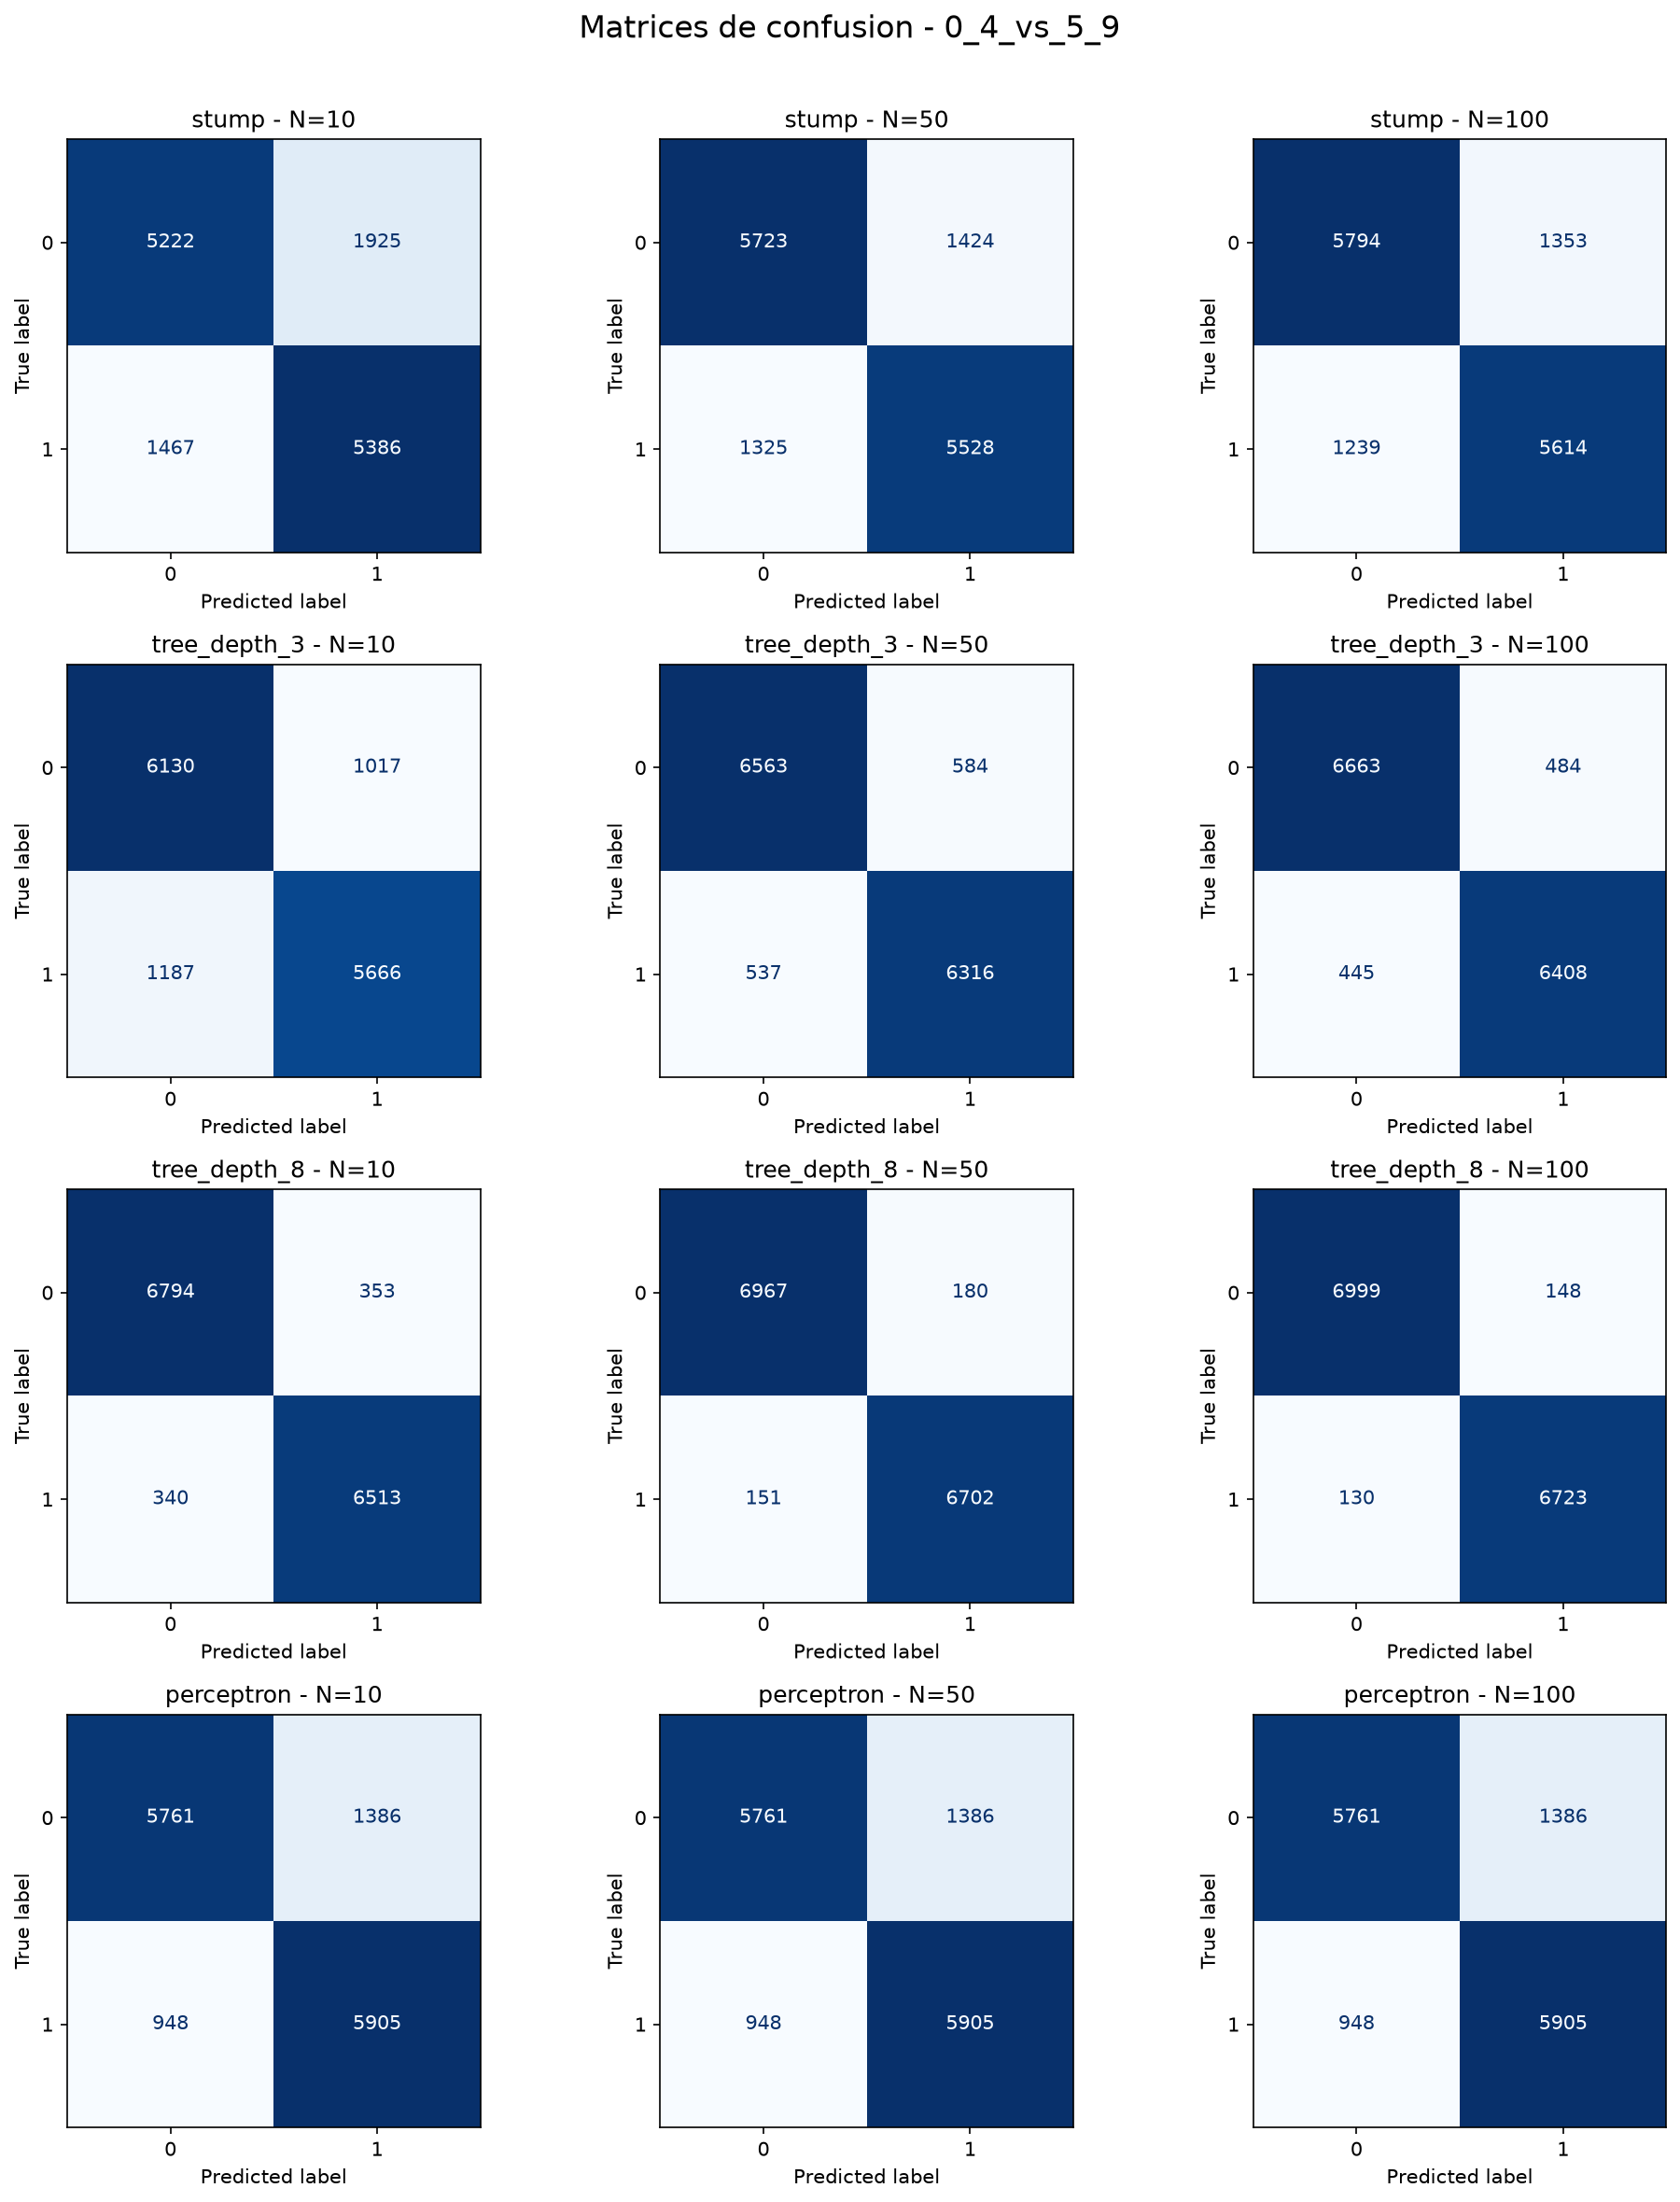 Matrices de confusion - 0_4_vs_5_9
stump - N=10
stump - N=50
stump - N=100
True label
0
5222
1925
1
1467
5386
0
1
Predicted label
True label
0
5723
1424
1
1325
5528
0
1
Predicted label
True label
0
5794
1353
1
1239
5614
0
1
Predicted label
tree_depth_3 - N=10
tree_depth_3 - N=50
tree_depth_3 - N=100
True label
0
6130
1017
1
1187
5666
0
1
Predicted label
True label
0
6563
584
1
537
6316
0
1
Predicted label
True label
0
6663
484
1
445
6408
0
1
Predicted label
tree_depth_8 - N=10
tree_depth_8 - N=50
tree_depth_8 - N=100
True label
0
6794
353
1
340
6513
0
1
Predicted label
True label
0
6967
180
1
151
6702
0
1
Predicted label
True label
0
6999
148
1
130
6723
0
1
Predicted label
perceptron - N=10
perceptron - N=50
perceptron - N=100
True label
0
5761
1386
1
948
5905
0
1
Predicted label
True label
0
5761
1386
1
948
5905
0
1
Predicted label
True label
0
5761
1386
1
948
5905
0
1
Predicted label